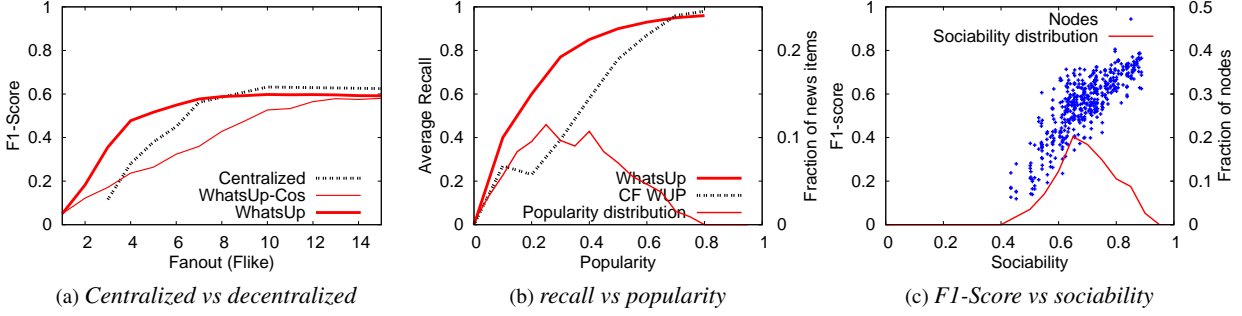 F1-Score
1
0.8
0.6
0.4
0.2
0
2 4 6 8 10 12 14
Fanout (Flike)
Centralized
WhatsUp-Cos
WhatsUp
(a) Centralized vs decentralized
Average Recall
1
0.8
0.6
0.4
0.2
0
0 0.2 0.4 0.6 0.8 1
Popularity
0.2
0.1
0
Fraction of news items
WhatsUp
CF WUP
Popularity distribution
(b) recall vs popularity
F1-score
1
0.8
0.6
0.4
0.2
0
0 0.2 0.4 0.6 0.8 1
Sociability
0.5
0.4
0.3
0.2
0.1
0
Fraction of nodes
Nodes
Sociability distribution
(c) F1-Score vs sociability